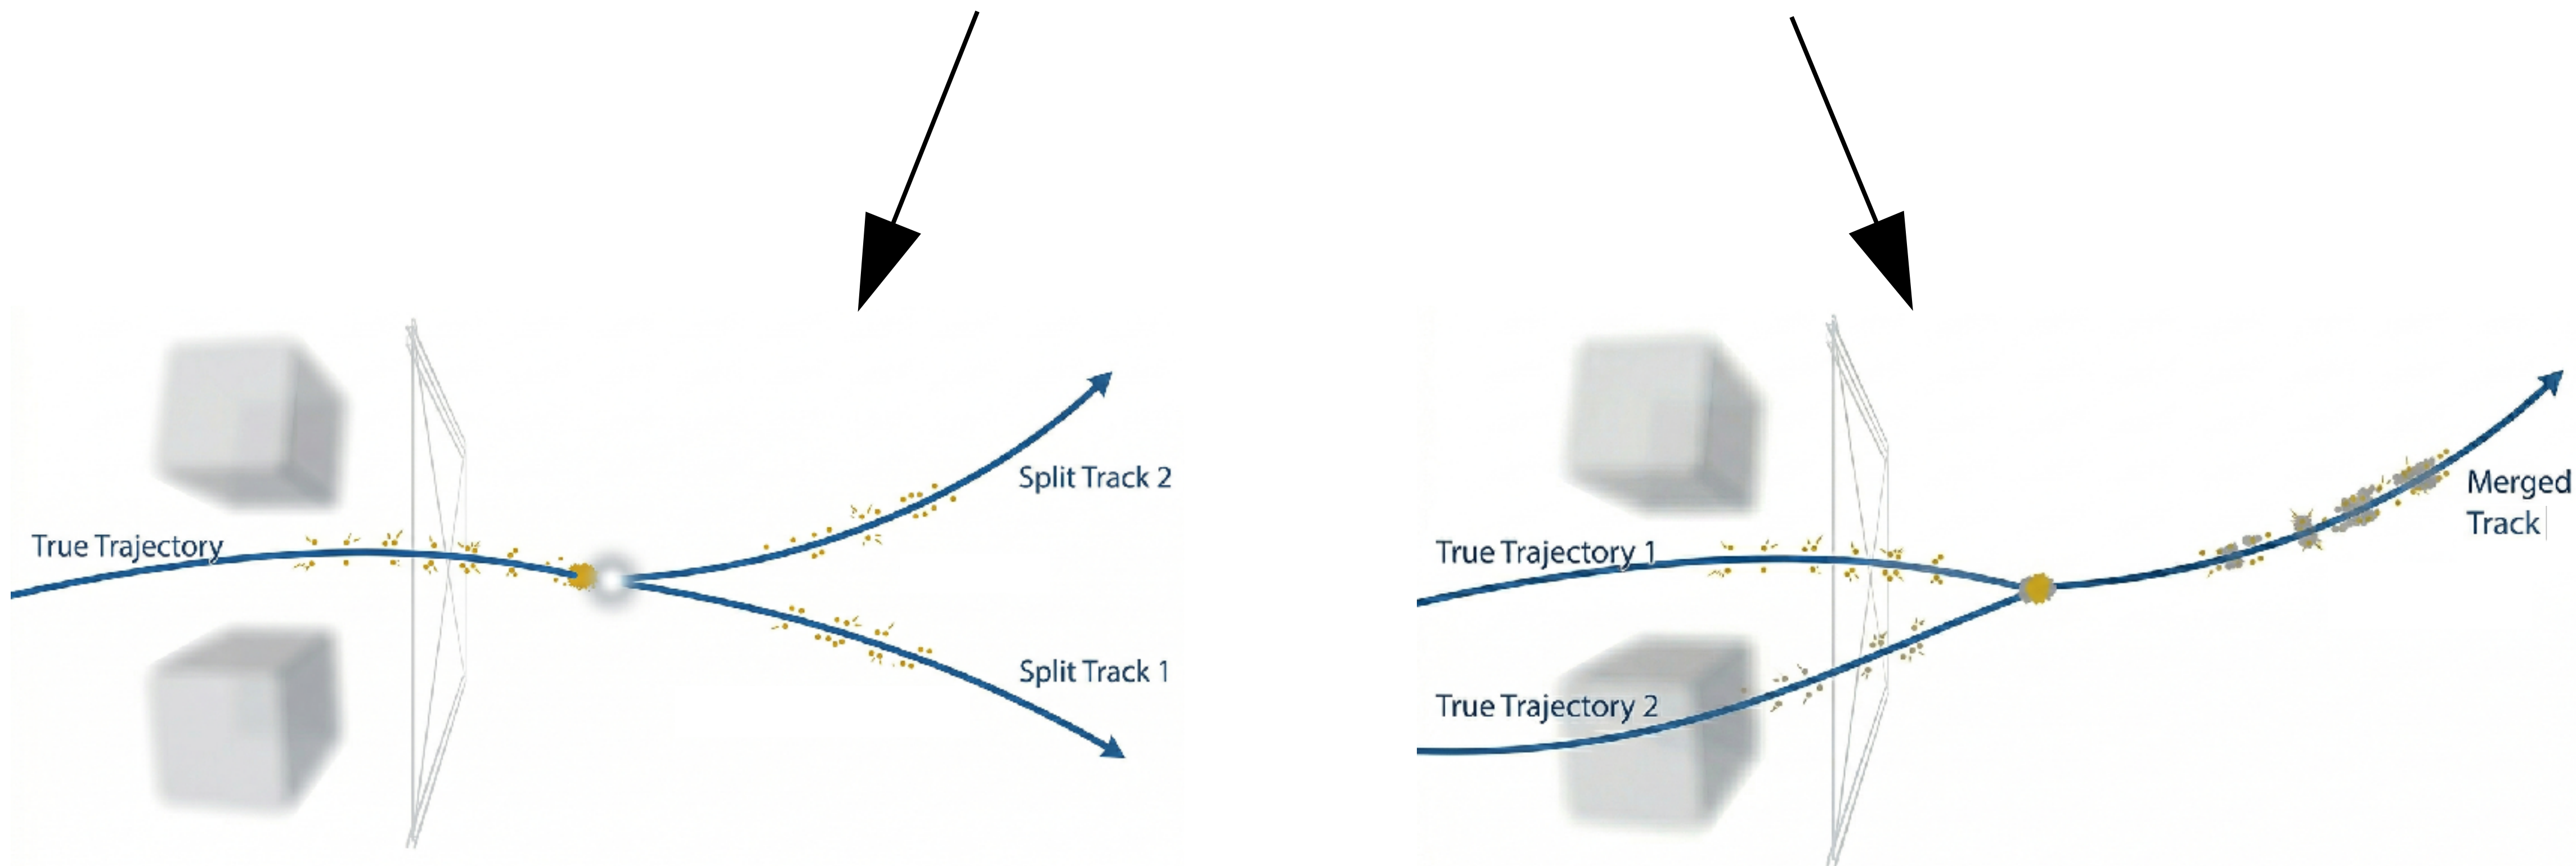 True Trajectory
Split Track 2
Split Track 1
True Trajectory 1
True Trajectory 2
Merged
Track